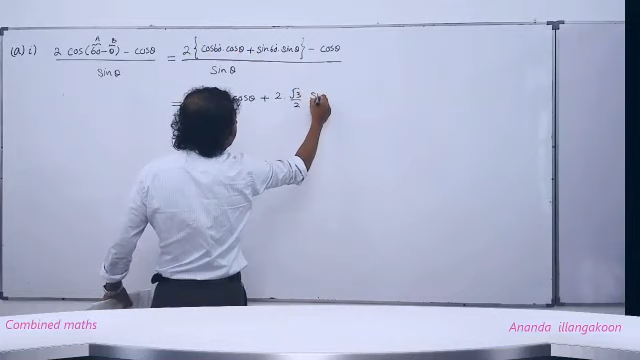 (a) i) 2 cos(60-θ) - cosθ / sinθ = 2{cos60.cosθ + sin60.sinθ} - cosθ / sinθ
A B
= cosθ + 2. √3/2
Combined maths
Ananda illangakoon